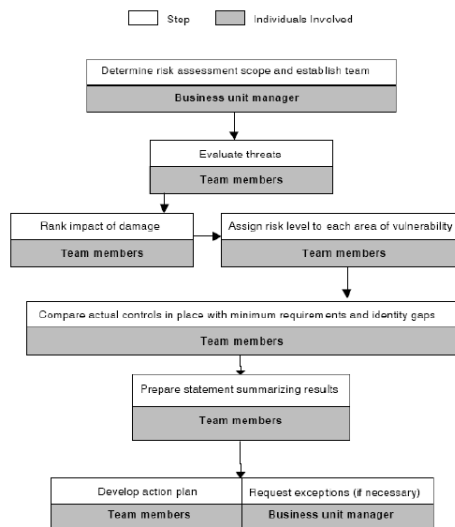 Step
Individuals Involved
Determine risk assessment scope and establish team
Business unit manager
Evaluate threats
Team members
Rank impact of damage
Team members
Assign risk level to each area of vulnerability
Team members
Compare actual controls in place with minimum requirements and identity gaps
Team members
Prepare statement summarizing results
Team members
Develop action plan
Team members
Request exceptions (if necessary)
Business unit manager